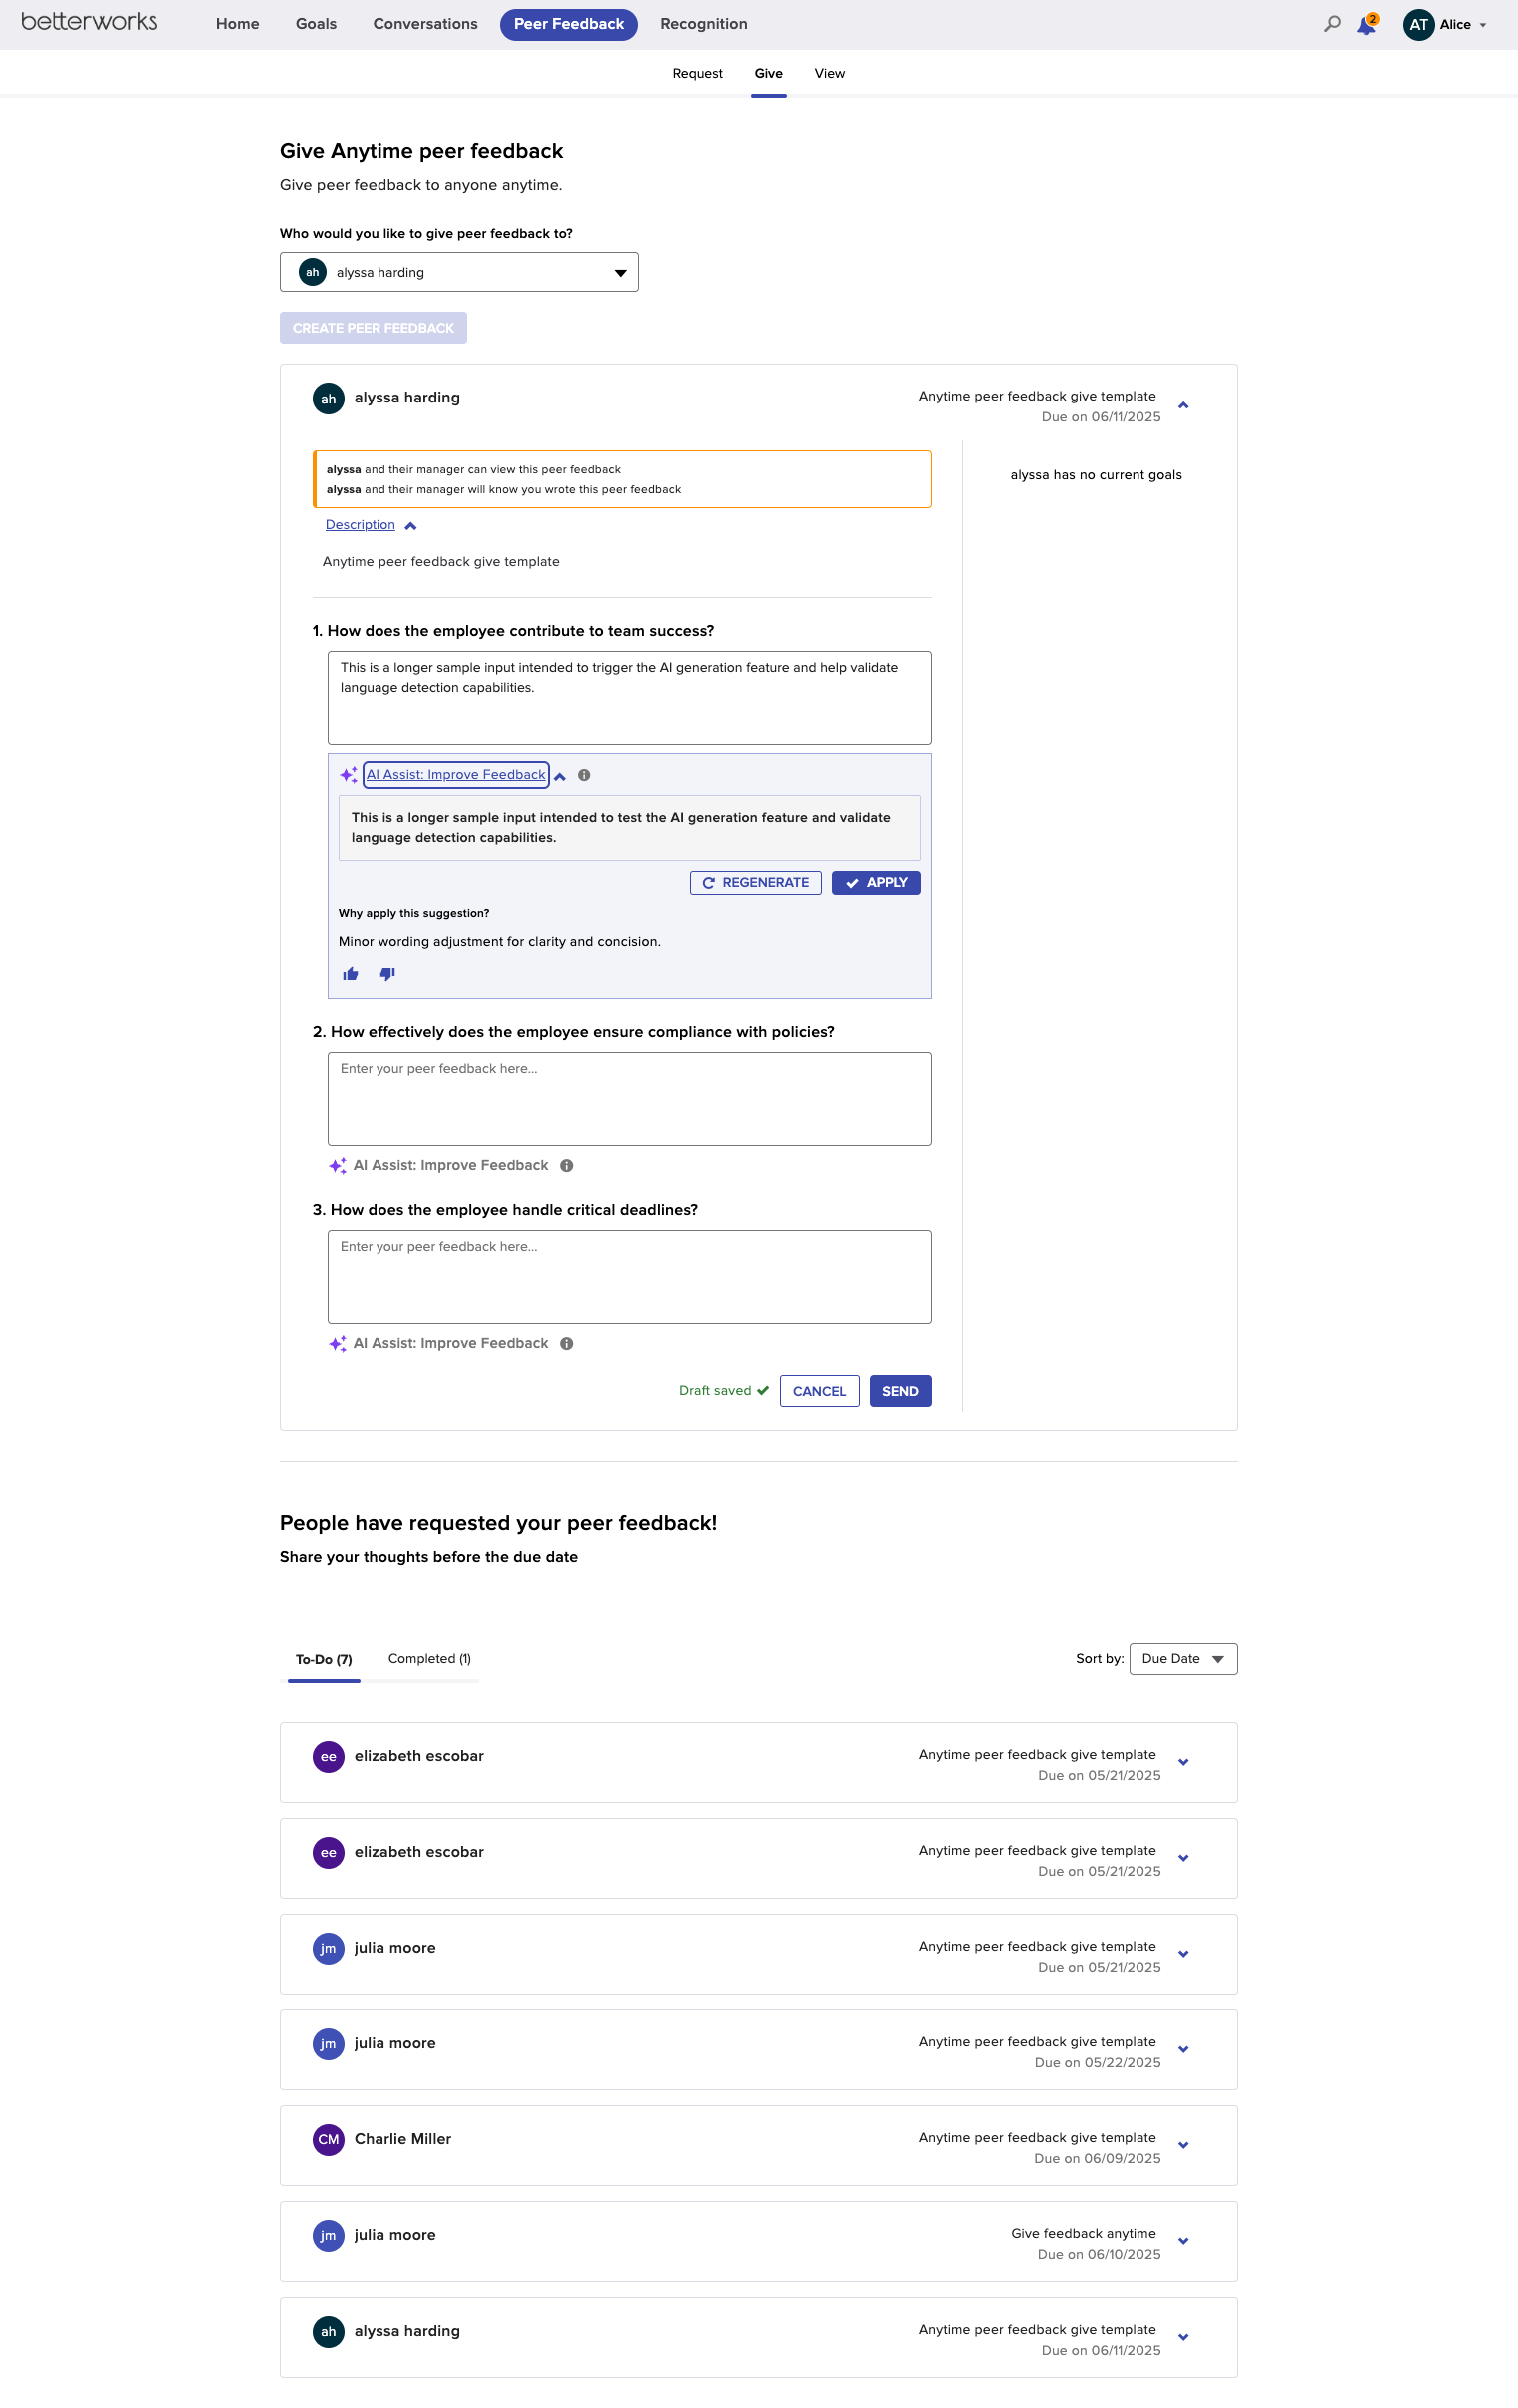 betterworks
Home Goals Conversations Peer Feedback Recognition
2
AT Alice
Request Give View
Give Anytime peer feedback
Give peer feedback to anyone anytime.
Who would you like to give peer feedback to?
ah alyssa harding
CREATE PEER FEEDBACK
ah alyssa harding
Anytime peer feedback give template
Due on 06/11/2025
alyssa and their manager can view this peer feedback
alyssa and their manager will know you wrote this peer feedback
alyssa has no current goals
Description
Anytime peer feedback give template
1. How does the employee contribute to team success?
This is a longer sample input intended to trigger the AI generation feature and help validate
language detection capabilities.
AI Assist: Improve Feedback
This is a longer sample input intended to test the AI generation feature and validate
language detection capabilities.
REGENERATE APPLY
Why apply this suggestion?
Minor wording adjustment for clarity and concision.
2. How effectively does the employee ensure compliance with policies?
Enter your peer feedback here...
AI Assist: Improve Feedback
3. How does the employee handle critical deadlines?
Enter your peer feedback here...
AI Assist: Improve Feedback
Draft saved CANCEL SEND
People have requested your peer feedback!
Share your thoughts before the due date
To-Do (7) Completed (1)
Sort by: Due Date
ee elizabeth escobar
Anytime peer feedback give template
Due on 05/21/2025
ee elizabeth escobar
Anytime peer feedback give template
Due on 05/21/2025
jm julia moore
Anytime peer feedback give template
Due on 05/21/2025
jm julia moore
Anytime peer feedback give template
Due on 05/22/2025
CM Charlie Miller
Anytime peer feedback give template
Due on 06/09/2025
jm julia moore
Give feedback anytime
Due on 06/10/2025
ah alyssa harding
Anytime peer feedback give template
Due on 06/11/2025